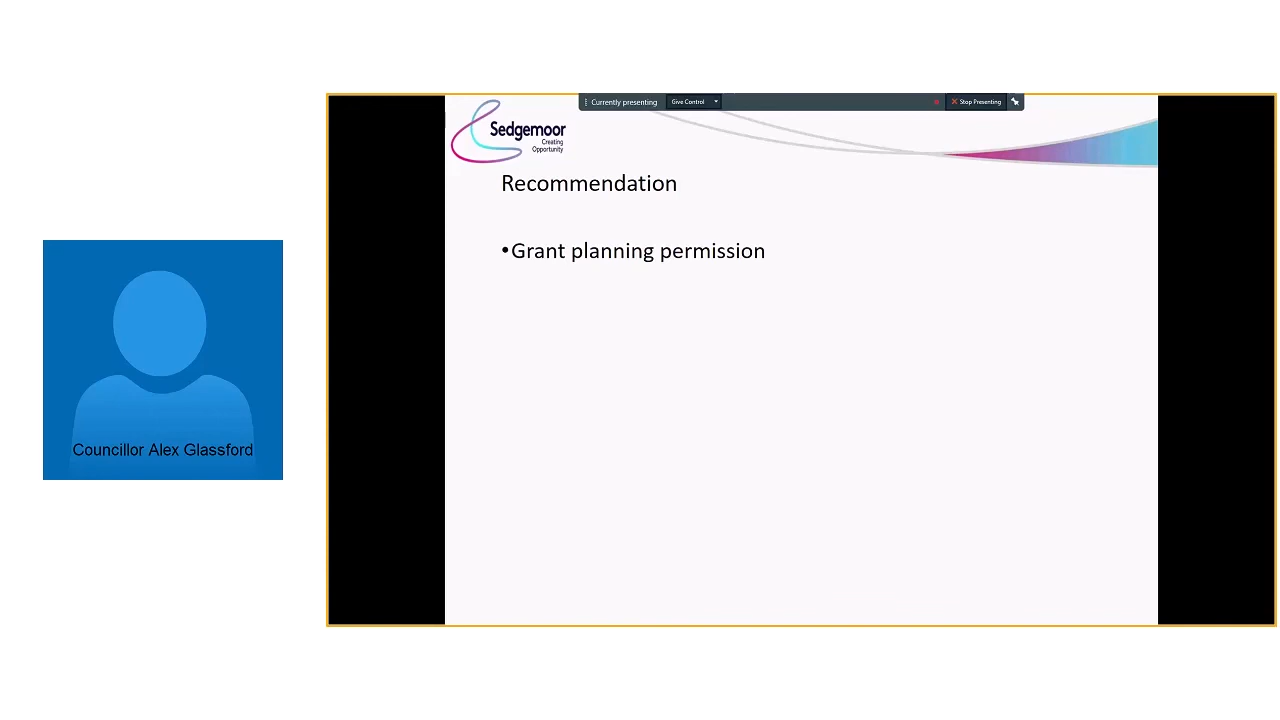 Currently presenting
Give Control
Stop Presenting
Sedgemoor
Creating
Opportunity
Recommendation
•Grant planning permission
Councillor Alex Glassford